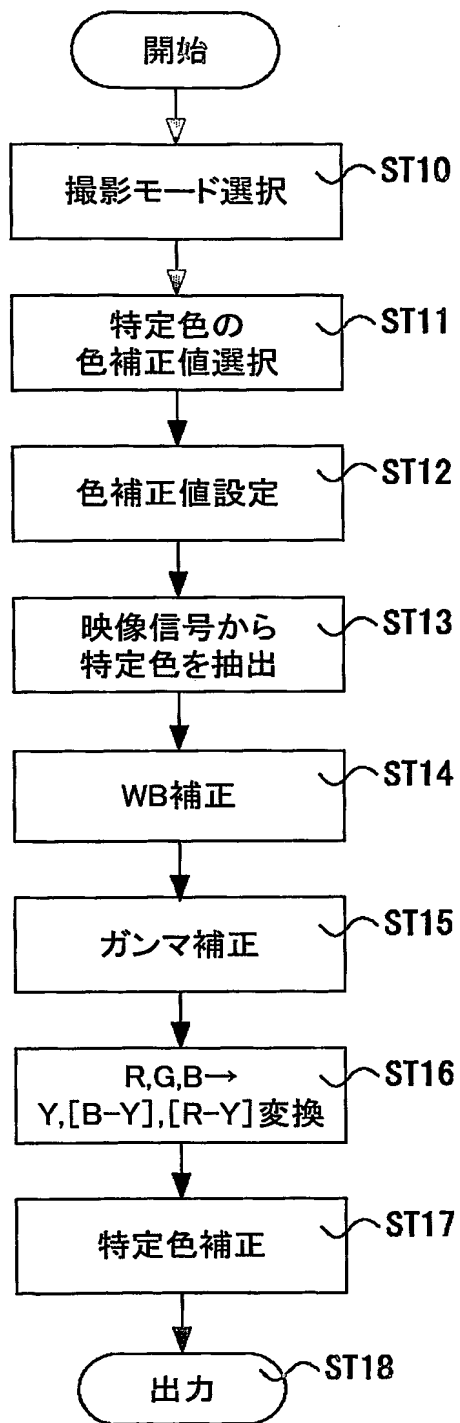 開始
撮影モード選択
ST10
特定色の
色補正値選択
ST11
色補正値設定
ST12
映像信号から
特定色を抽出
ST13
WB補正
ST14
ガンマ補正
ST15
R,G,B→
Y,[B-Y],[R-Y]変換
ST16
特定色補正
ST17
出力
ST18